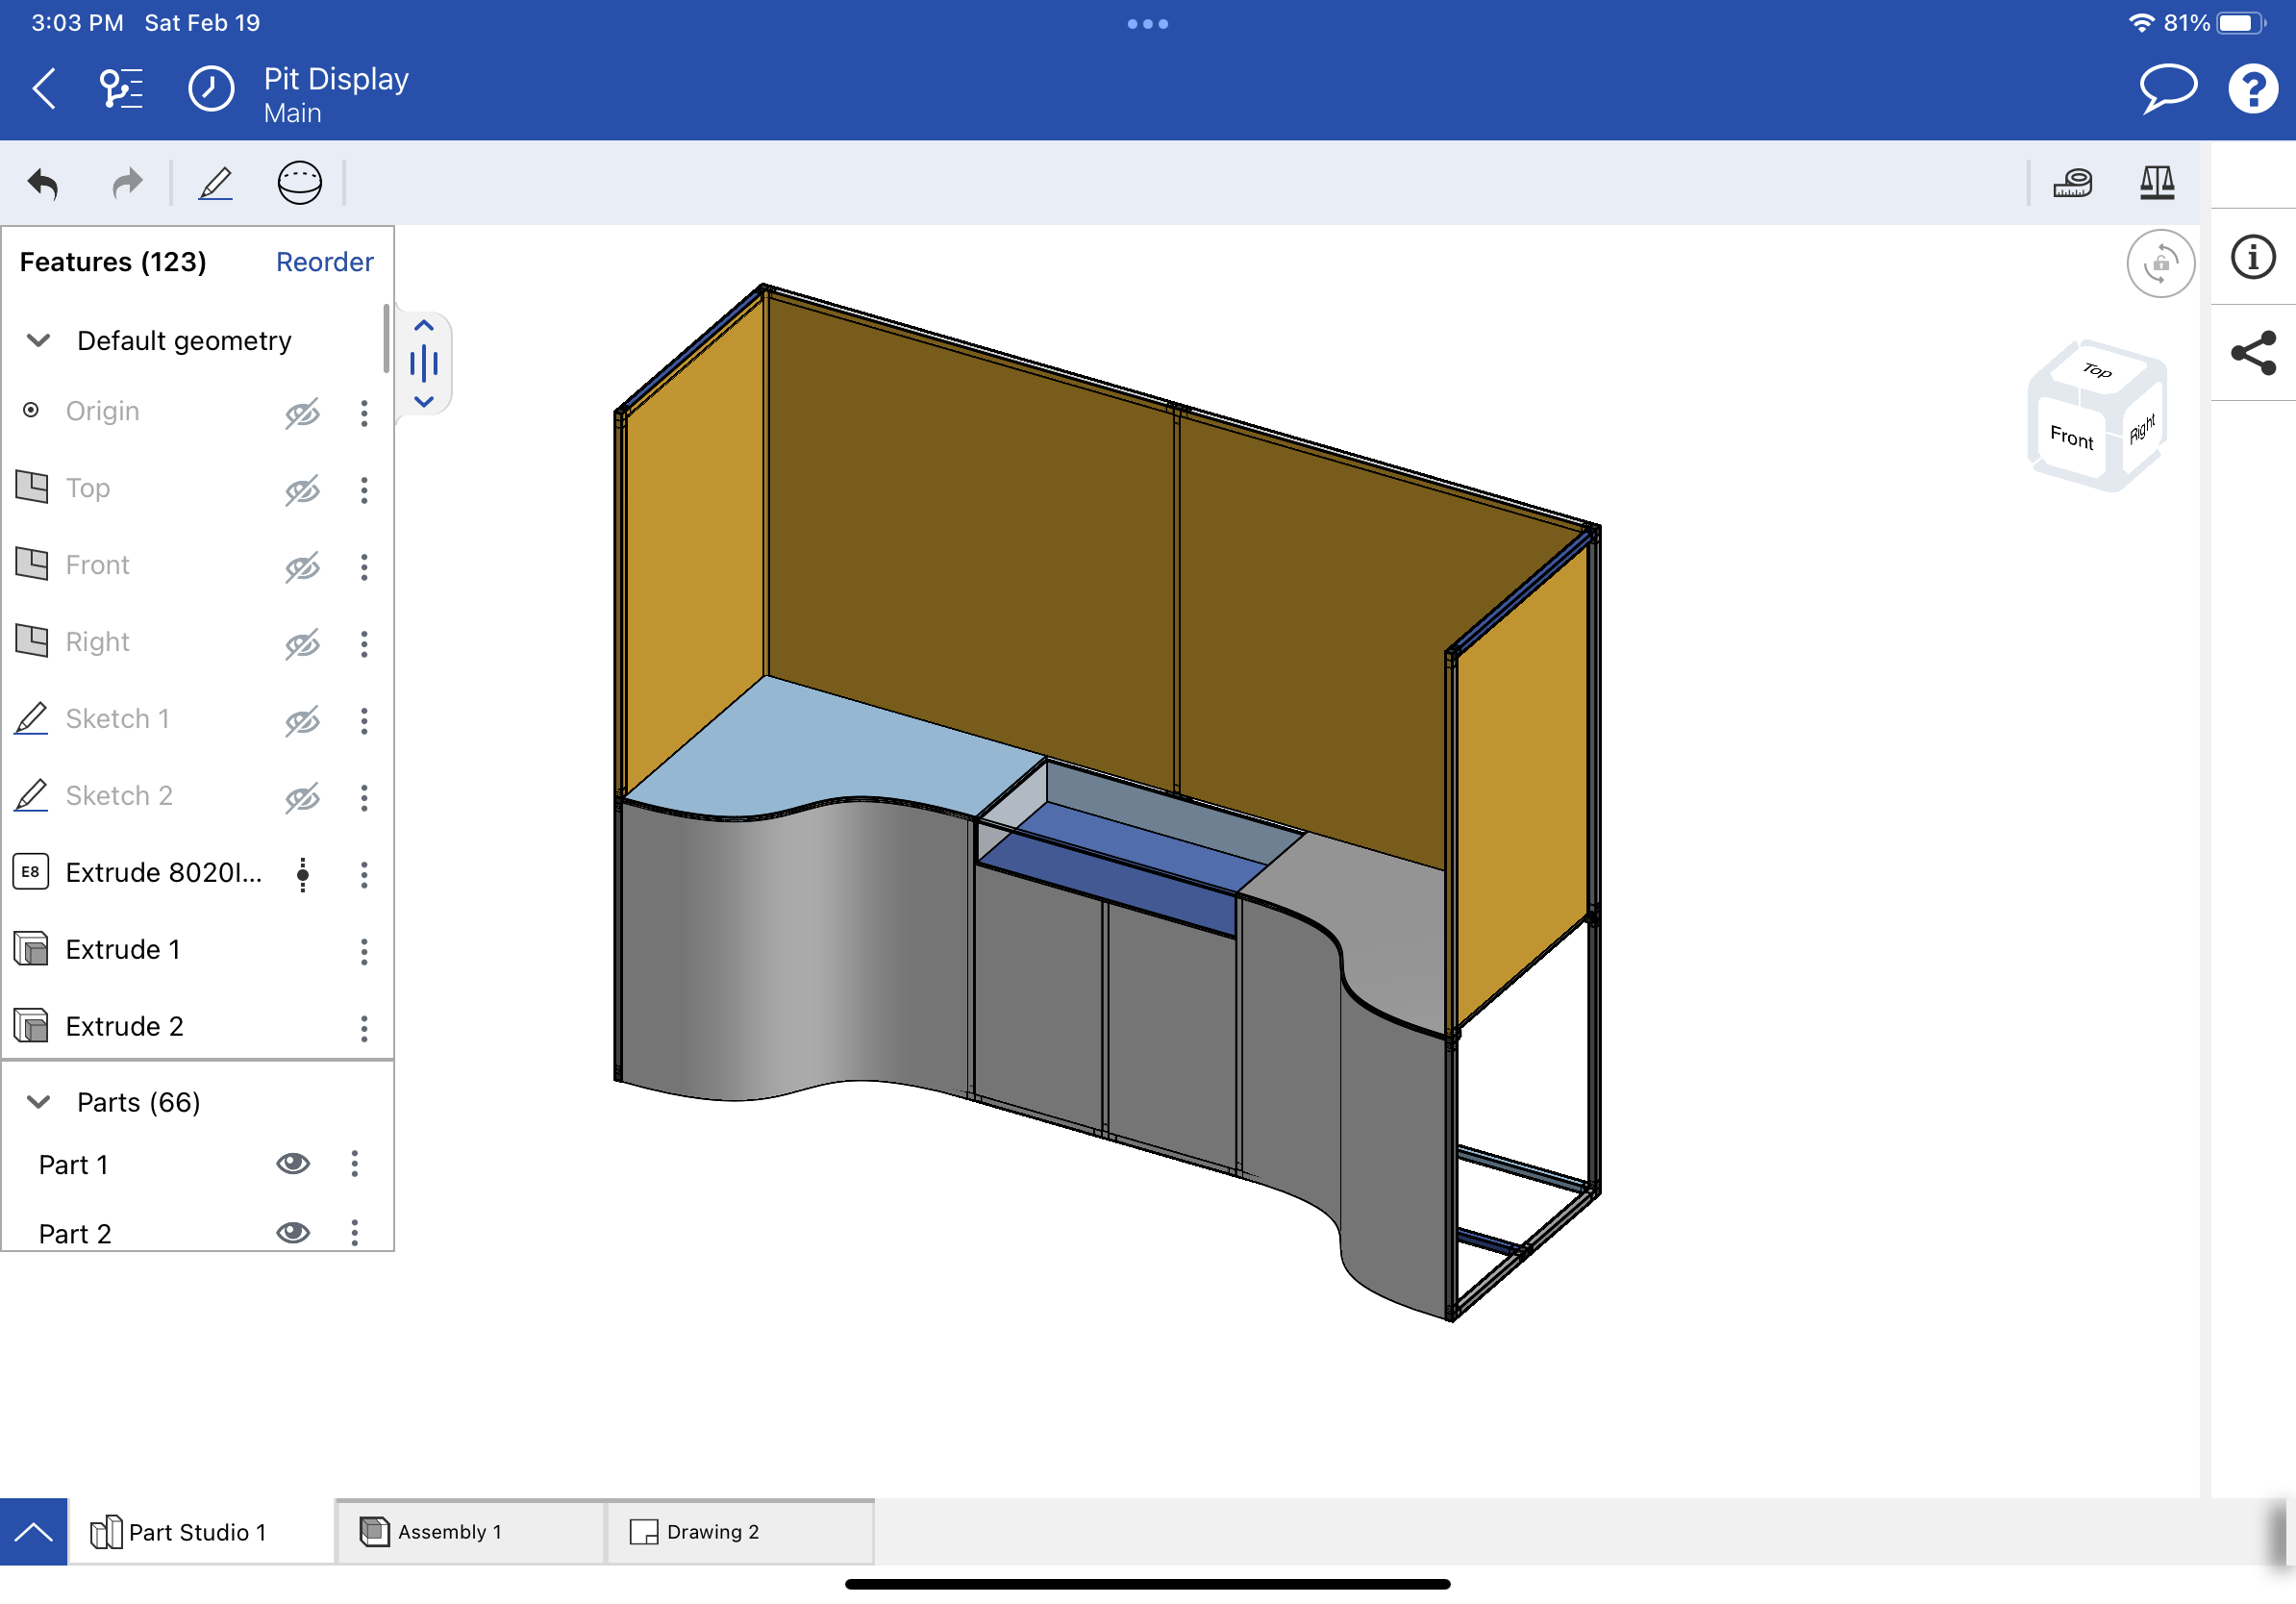 3:03 PM Sat Feb 19
81%
Pit Display
Main
?
Features (123) Reorder
Default geometry
Origin
Top
Front
Right
Sketch 1
Sketch 2
E8 Extrude 8020I...
Extrude 1
Extrude 2
Parts (66)
Part 1
Part 2
Top
Front
Right
i
Part Studio 1
Assembly 1
Drawing 2